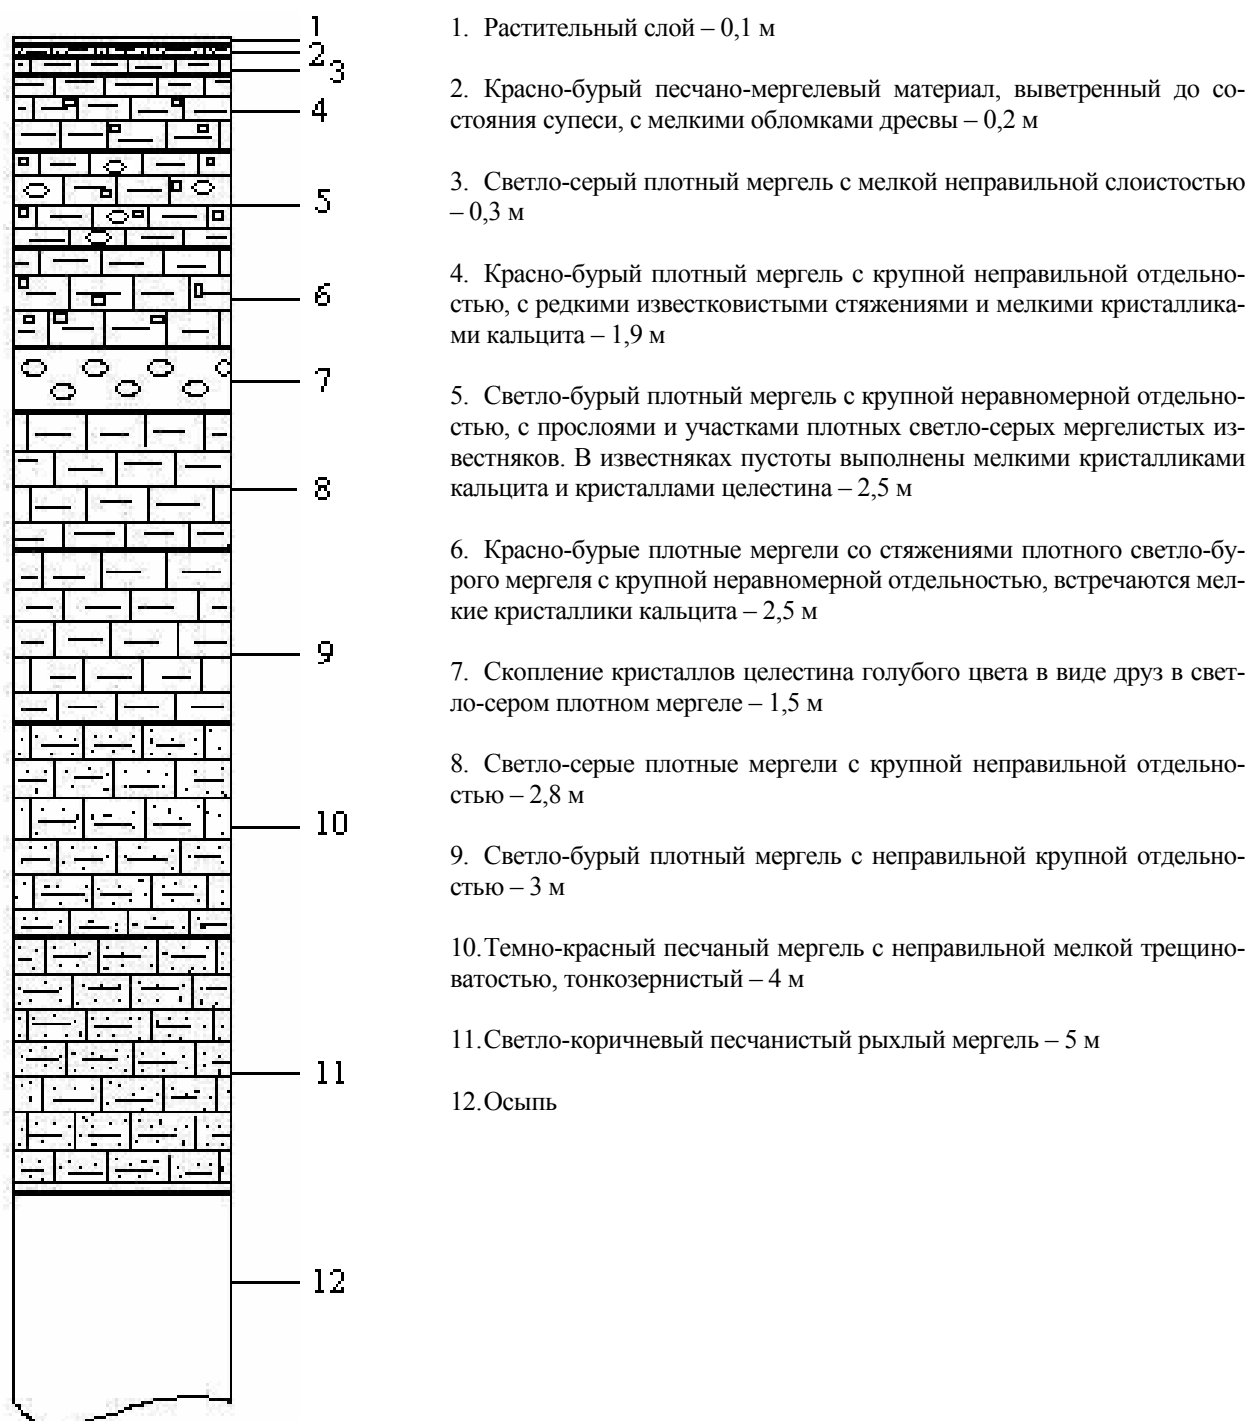 1
2
3
4
5
6
7
8
9
10
11
12
1. Растительный слой – 0,1 м
2. Красно-бурый песчано-мергелевый материал, выветренный до со-
стояния супеси, с мелкими обломками дресвы – 0,2 м
3. Светло-серый плотный мергель с мелкой неправильной слоистостью
– 0,3 м
4. Красно-бурый плотный мергель с крупной неправильной отдельно-
стью, с редкими известковистыми стяжениями и мелкими кристаллика-
ми кальцита – 1,9 м
5. Светло-бурый плотный мергель с крупной неравномерной отдельно-
стью, с прослоями и участками плотных светло-серых мергелистых из-
вестняков. В известняках пустоты выполнены мелкими кристалликами
кальцита и кристаллами целестина – 2,5 м
6. Красно-бурые плотные мергели со стяжениями плотного светло-бу-
рого мергеля с крупной неравномерной отдельностью, встречаются мел-
кие кристаллики кальцита – 2,5 м
7. Скопление кристаллов целестина голубого цвета в виде друз в свет-
ло-сером плотном мергеле – 1,5 м
8. Светло-серые плотные мергели с крупной неправильной отдельно-
стью – 2,8 м
9. Светло-бурый плотный мергель с неправильной крупной отдельно-
стью – 3 м
10.Темно-красный песчаный мергель с неправильной мелкой трещино-
ватостью, тонкозернистый – 4 м
11.Светло-коричневый песчанистый рыхлый мергель – 5 м
12.Осыпь